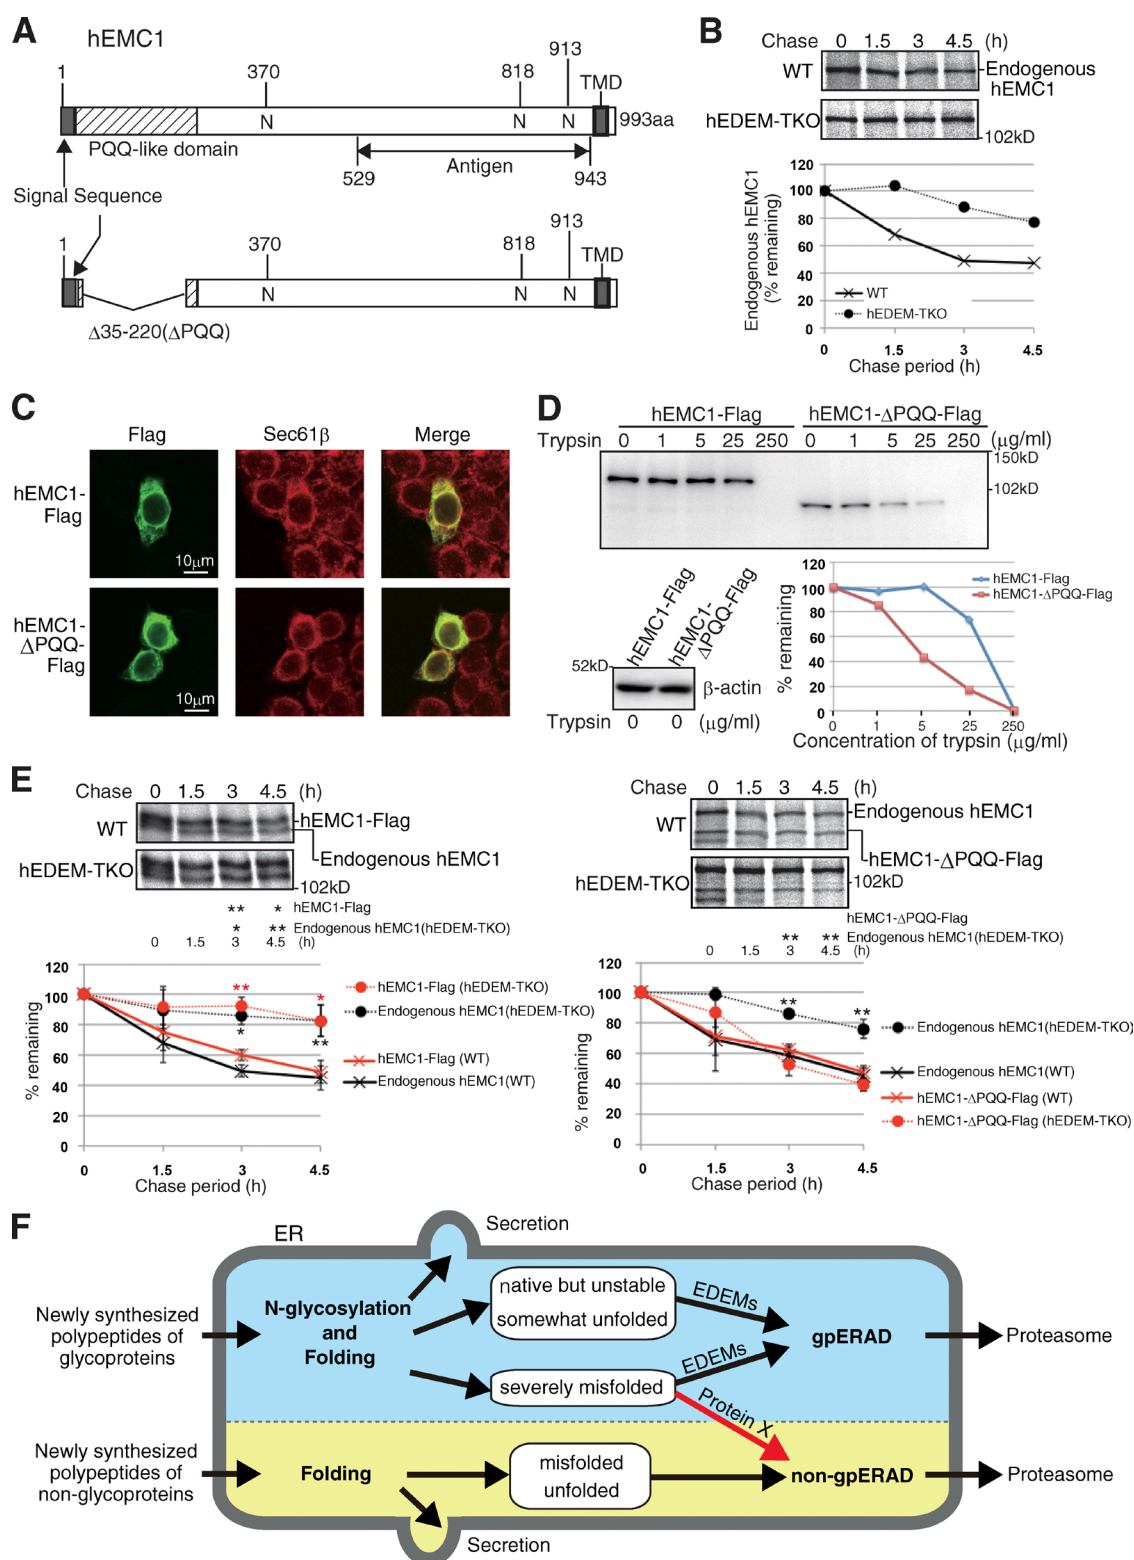 A
hEMC1
1
370
818
913
TMD
N
N
N
993aa
PQQ-like domain
Antigen
529
943
Signal Sequence
1
370
818
913
TMD
N
N
N
Δ35-220(ΔPQQ)
B
Chase 0 1.5 3 4.5 (h)
WT
Endogenous
hEMC1
hEDEM-TKO
102kD
Endogenous hEMC1
(% remaining)
120
100
80
60
40
20
0
WT
hEDEM-TKO
0 1.5 3 4.5
Chase period (h)
C
Flag Sec61β Merge
hEMC1-
Flag
10μm
10μm
hEMC1-
ΔPQQ-
Flag
10μm
10μm
D
hEMC1-Flag hEMC1-ΔPQQ-Flag
Trypsin 0 1 5 25 250 0 1 5 25 250 (μg/ml)
150kD
102kD
hEMC1-Flag
hEMC1-
ΔPQQ-Flag
52kD
β-actin
Trypsin 0 0 (μg/ml)
% remaining
120
100
80
60
40
20
0
hEMC1-Flag
hEMC1-ΔPQQ-Flag
0 1 5 25 250
Concentration of trypsin (μg/ml)
E
Chase 0 1.5 3 4.5 (h)
WT
hEMC1-Flag
Endogenous hEMC1
hEDEM-TKO
102kD
** * hEMC1-Flag
* ** Endogenous hEMC1(hEDEM-TKO)
0 1.5 3 4.5 (h)
% remaining
120
100
80
60
40
20
0
** *
* **
hEMC1-Flag (hEDEM-TKO)
Endogenous hEMC1(hEDEM-TKO)
hEMC1-Flag (WT)
Endogenous hEMC1(WT)
0 1.5 3 4.5
Chase period (h)
Chase 0 1.5 3 4.5 (h)
WT
Endogenous hEMC1
hEMC1-ΔPQQ-Flag
hEDEM-TKO
102kD
hEMC1-ΔPQQ-Flag
** ** Endogenous hEMC1(hEDEM-TKO)
0 1.5 3 4.5 (h)
% remaining
120
100
80
60
40
20
0
** **
Endogenous hEMC1(hEDEM-TKO)
Endogenous hEMC1(WT)
hEMC1-ΔPQQ-Flag (WT)
hEMC1-ΔPQQ-Flag (hEDEM-TKO)
0 1.5 3 4.5
Chase period (h)
F
ER
Secretion
Newly synthesized
polypeptides of
glycoproteins
N-glycosylation
and
Folding
native but unstable
somewhat unfolded
severely misfolded
EDEMs
EDEMs
Protein X
gpERAD
Proteasome
Newly synthesized
polypeptides of
non-glycoproteins
Folding
misfolded
unfolded
non-gpERAD
Proteasome
Secretion